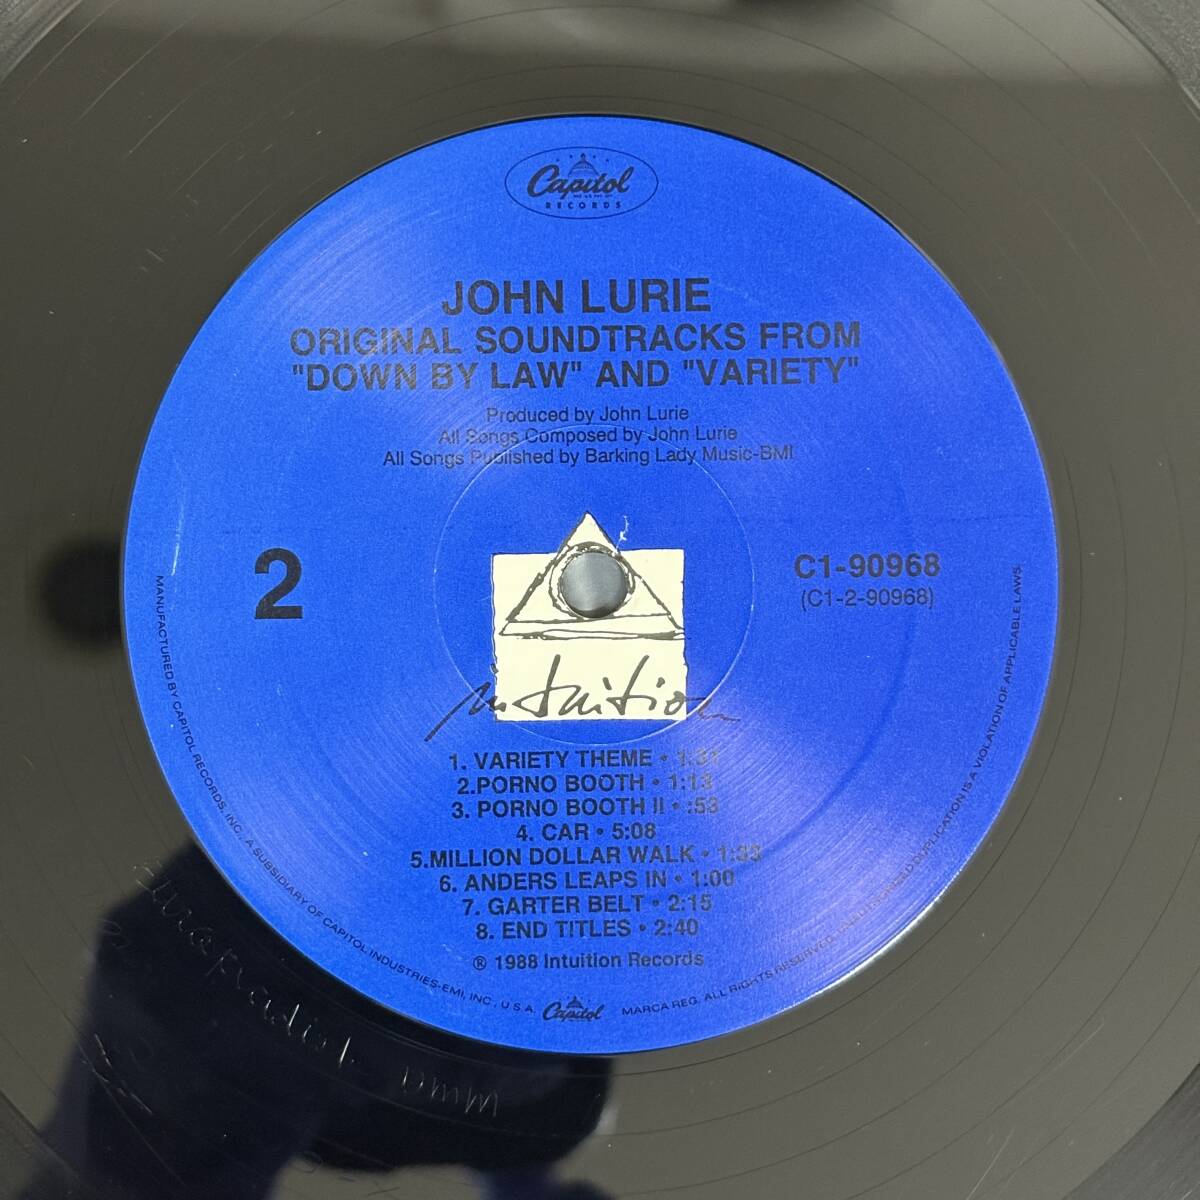 Capitol
RECORDS
JOHN LURIE
ORIGINAL SOUNDTRACKS FROM
"DOWN BY LAW" AND "VARIETY"
Produced by John Lurie
All Songs Composed by John Lurie
All Songs Published by Barking Lady Music-BMI
2
C1-90968
(C1-2-90968)
intuition
1. VARIETY THEME • 1:31
2.PORNO BOOTH • 1:13
3. PORNO BOOTH II • :53
4. CAR • 5:08
5.MILLION DOLLAR WALK • 1:33
6. ANDERS LEAPS IN • 1:00
7. GARTER BELT • 2:15
8. END TITLES • 2:40
℗ 1988 Intuition Records
MANUFACTURED BY CAPITOL RECORDS, INC. A SUBSIDIARY OF CAPITOL INDUSTRIES-EMI, INC., U.S.A. Capitol MARCA REG. ALL RIGHTS RESERVED. UNAUTHORIZED DUPLICATION IS A VIOLATION OF APPLICABLE LAWS.